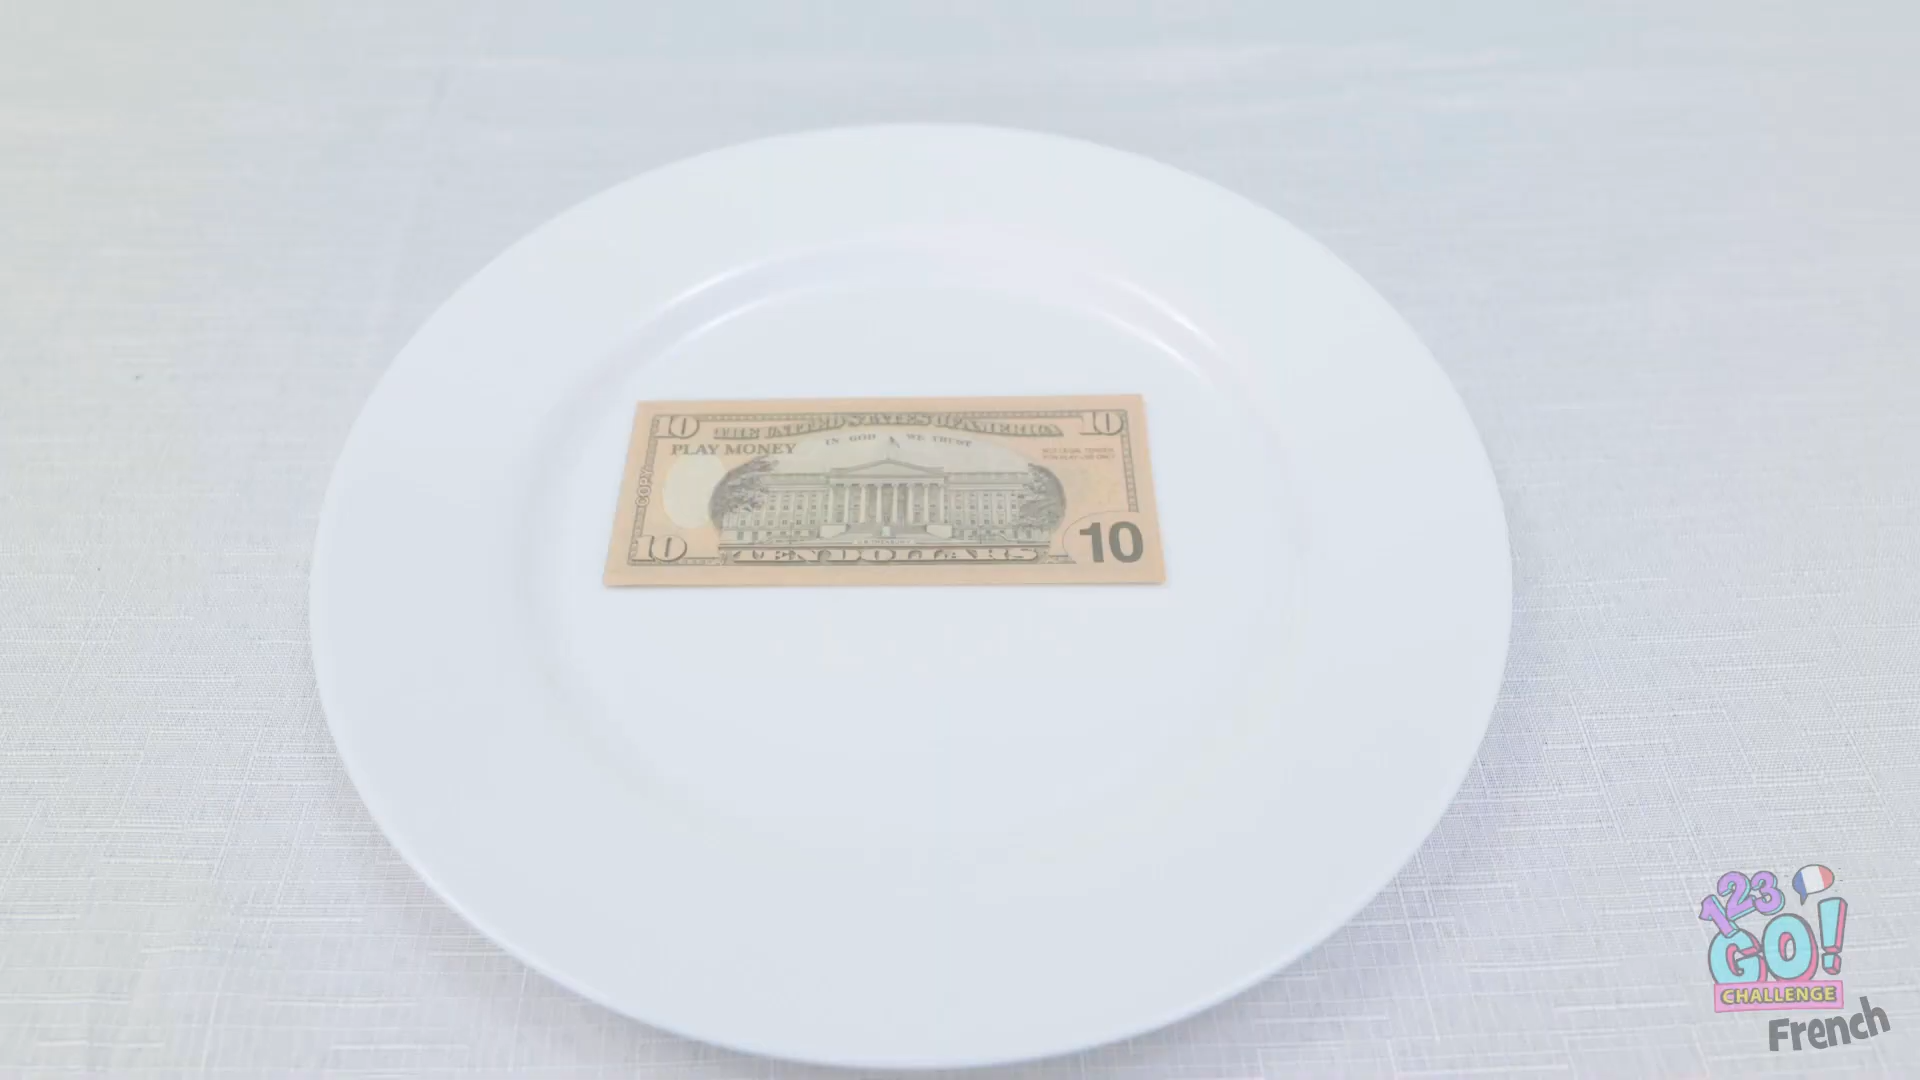 10 THE UNITED STATES OF AMERICA 10
IN GOD WE TRUST
PLAY MONEY
COPY
10 TEN DOLLARS 10
123
GO!
CHALLENGE
French